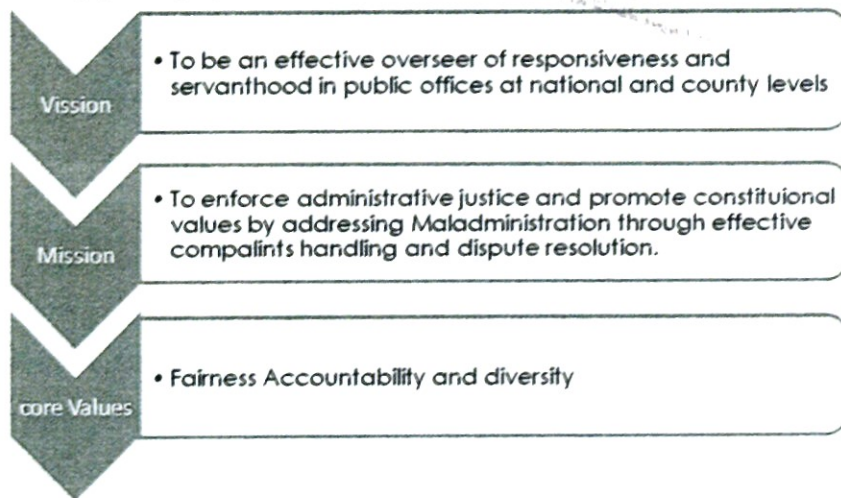 Vission
• To be an effective overseer of responsiveness and
servanthood in public offices at national and county levels
Mission
• To enforce administrative justice and promote constituional
values by addressing Maladministration through effective
compalints handling and dispute resolution.
core Values
• Fairness Accountability and diversity